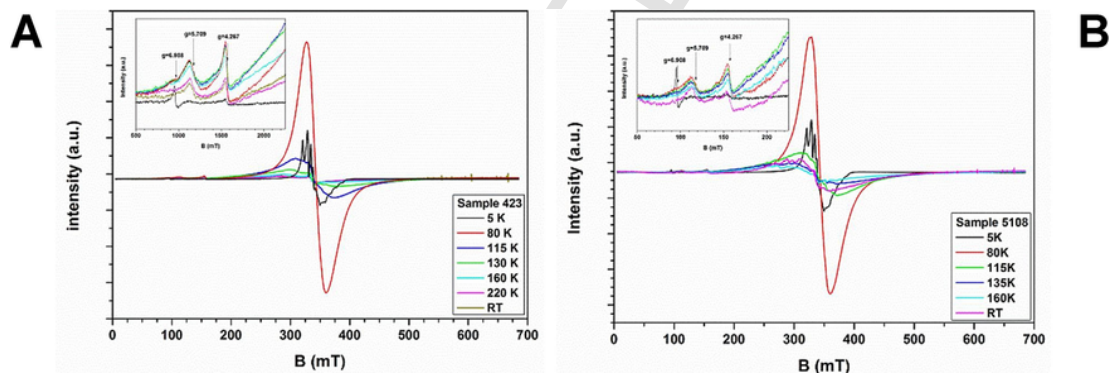 A
B
g=6.908
g=5.709
g=4.267
Intensity (a.u.)
500
1000
1500
2000
B (mT)
intensity (a.u.)
Sample 423
5 K
80 K
115 K
130 K
160 K
220 K
RT
0
100
200
300
400
500
600
700
B (mT)
g=6.908
g=5.709
g=4.267
Intensity (a.u.)
50
100
150
200
B (mT)
Intensity (a.u.)
Sample 5108
5K
80K
115K
135K
160K
RT
0
100
200
300
400
500
600
700
B (mT)